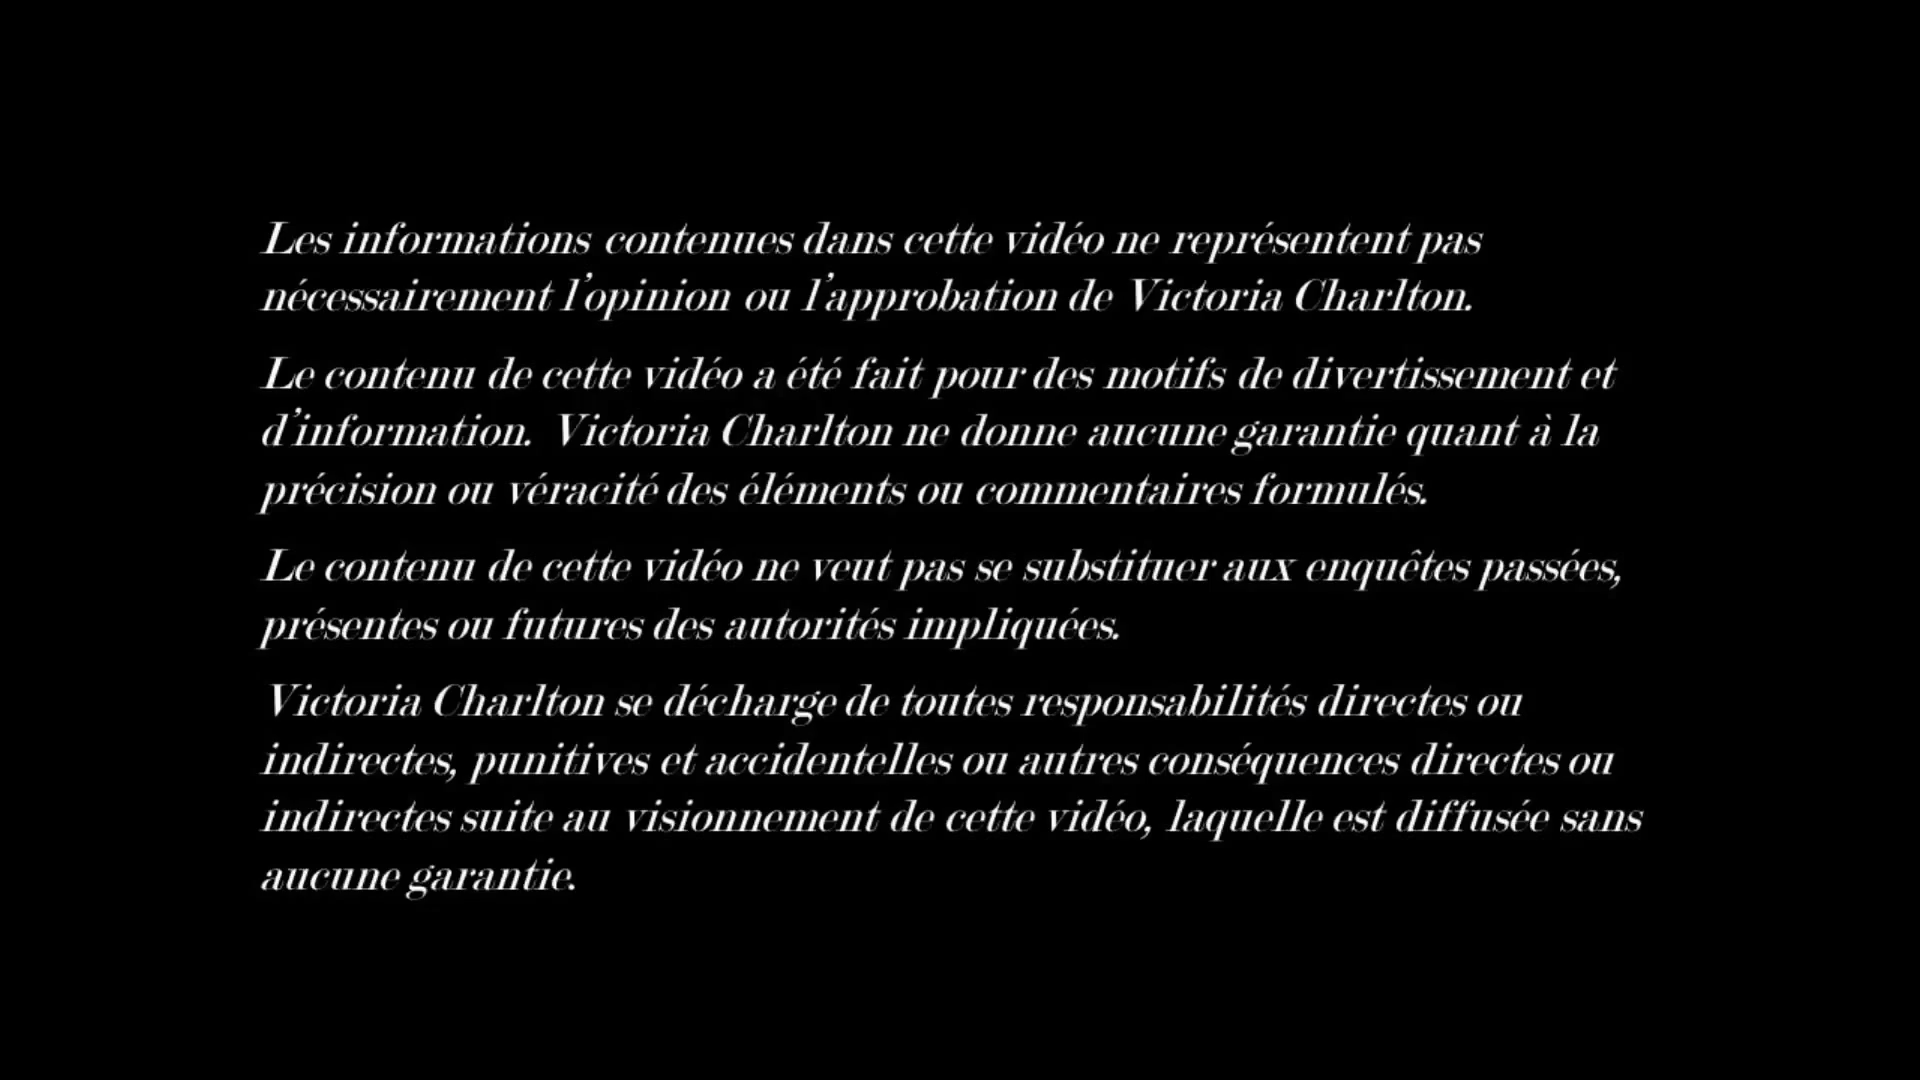 Les informations contenues dans cette vidéo ne représentent pas
nécessairement l’opinion ou l’approbation de Victoria Charlton.
Le contenu de cette vidéo a été fait pour des motifs de divertissement et
d’information.  Victoria Charlton ne donne aucune garantie quant à la
précision ou véracité des éléments ou commentaires formulés.
Le contenu de cette vidéo ne veut pas se substituer aux enquêtes passées,
présentes ou futures des autorités impliquées.
Victoria Charlton se décharge de toutes responsabilités directes ou
indirectes, punitives et accidentelles ou autres conséquences directes ou
indirectes suite au visionnement de cette vidéo, laquelle est diffusée sans
aucune garantie.